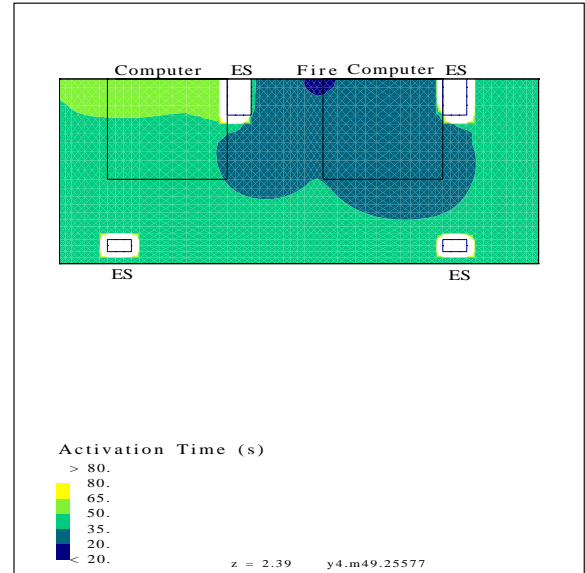 Computer ES Fire Computer ES
ES ES
Activation Time (s)
> 80.
80.
65.
50.
35.
20.
< 20.
z = 2.39 y4.m49.25577